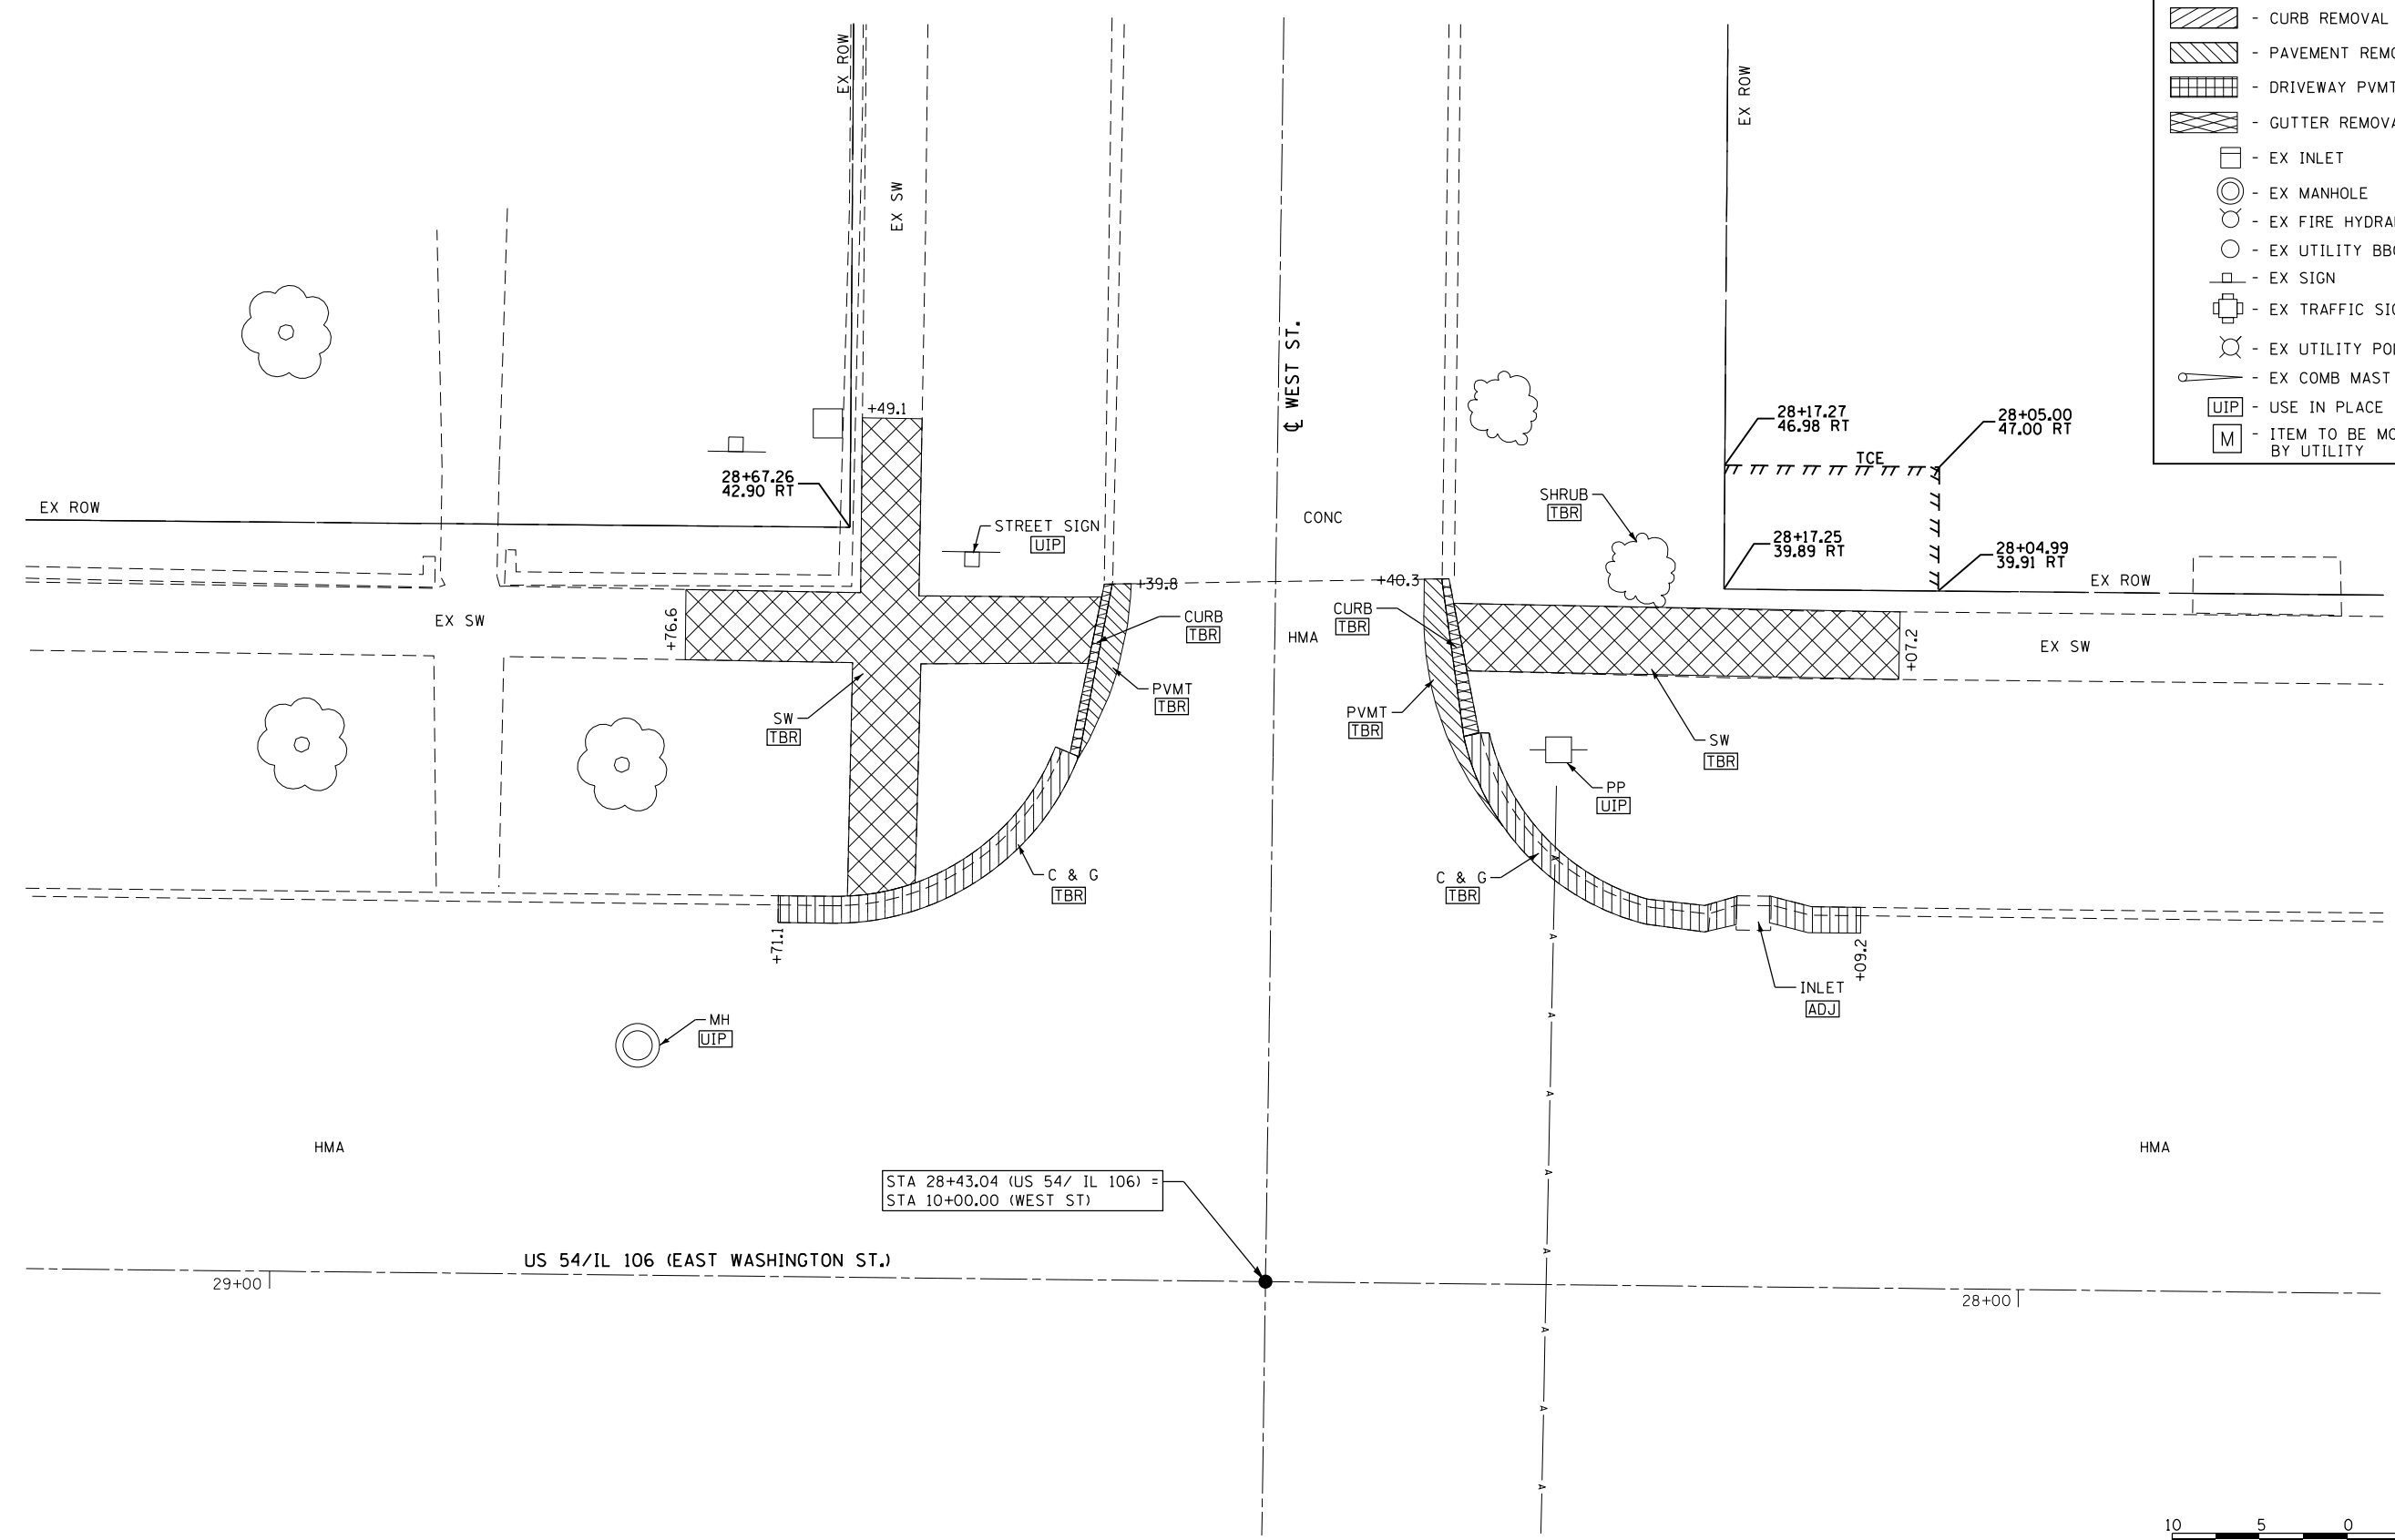 - CURB REMOVAL
- PAVEMENT REMO
- DRIVEWAY PVMT
- GUTTER REMOVA
- EX INLET
- EX MANHOLE
- EX FIRE HYDRA
- EX UTILITY BBO
- EX SIGN
- EX TRAFFIC SIG
- EX UTILITY POL
- EX COMB MAST
UIP - USE IN PLACE
M - ITEM TO BE MO
BY UTILITY
EX ROW
EX SW
EX ROW
℄ WEST ST.
+49.1
28+67.26
42.90 RT
EX ROW
STREET SIGN
UIP
CONC
SHRUB
TBR
28+17.27
46.98 RT
28+05.00
47.00 RT
TCE
28+17.25
39.89 RT
28+04.99
39.91 RT
EX ROW
+39.8
+40.3
EX SW
+76.6
CURB
TBR
CURB
TBR
HMA
+07.2
EX SW
PVMT
TBR
PVMT
TBR
SW
TBR
SW
TBR
PP
UIP
C & G
TBR
C & G
TBR
+71.1
+09.2
INLET
ADJ
MH
UIP
A
A
A
A
A
A
A
A
A
HMA
HMA
STA 28+43.04 (US 54/ IL 106) =
STA 10+00.00 (WEST ST)
US 54/IL 106 (EAST WASHINGTON ST.)
29+00
28+00
10 5 0